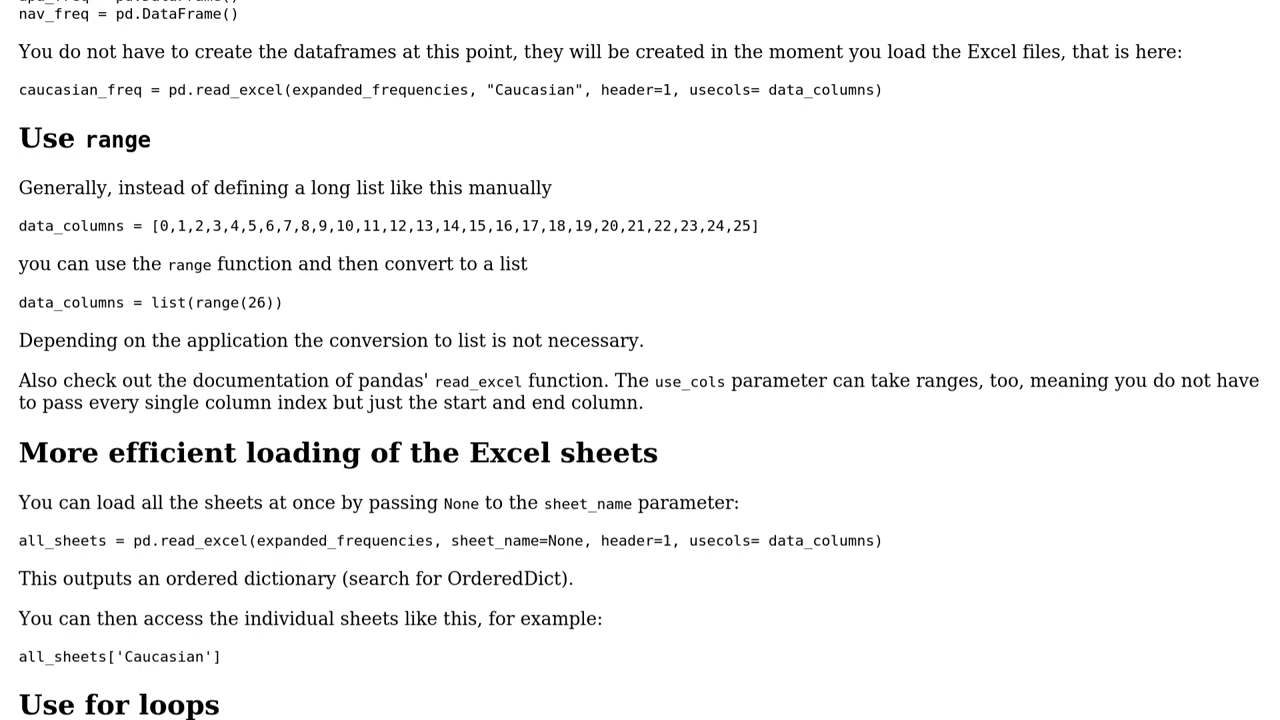 nav_freq = pd.DataFrame()
You do not have to create the dataframes at this point, they will be created in the moment you load the Excel files, that is here:
caucasian_freq = pd.read_excel(expanded_frequencies, "Caucasian", header=1, usecols= data_columns)
Use range
Generally, instead of defining a long list like this manually
data_columns = [0,1,2,3,4,5,6,7,8,9,10,11,12,13,14,15,16,17,18,19,20,21,22,23,24,25]
you can use the range function and then convert to a list
data_columns = list(range(26))
Depending on the application the conversion to list is not necessary.
Also check out the documentation of pandas' read_excel function. The use_cols parameter can take ranges, too, meaning you do not have
to pass every single column index but just the start and end column.
More efficient loading of the Excel sheets
You can load all the sheets at once by passing None to the sheet_name parameter:
all_sheets = pd.read_excel(expanded_frequencies, sheet_name=None, header=1, usecols= data_columns)
This outputs an ordered dictionary (search for OrderedDict).
You can then access the individual sheets like this, for example:
all_sheets['Caucasian']
Use for loops